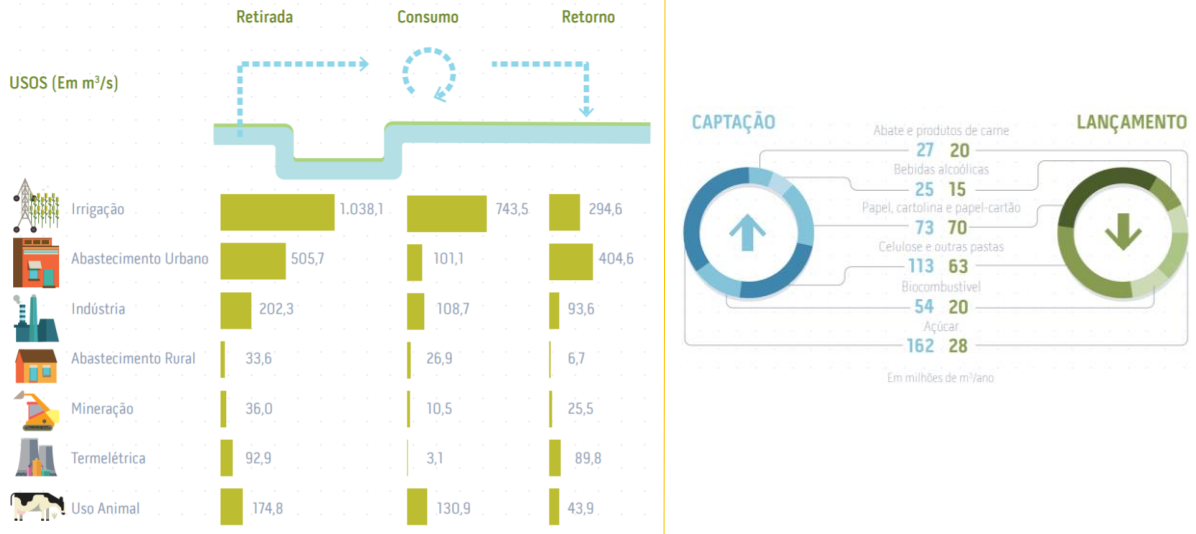 Retirada Consumo Retorno
USOS (Em m³/s)
Irrigação 1.038,1 743,5 294,6
Abastecimento Urbano 505,7 101,1 404,6
Indústria 202,3 108,7 93,6
Abastecimento Rural 33,6 26,9 6,7
Mineração 36,0 10,5 25,5
Termelétrica 92,9 3,1 89,8
Uso Animal 174,8 130,9 43,9
CAPTAÇÃO LANÇAMENTO
Abate e produtos de carne
27 20
Bebidas alcoólicas
25 15
Papel, cartolina e papel-cartão
73 70
Celulose e outras pastas
113 63
Biocombustível
54 20
Açúcar
162 28
Em milhões de m³/ano